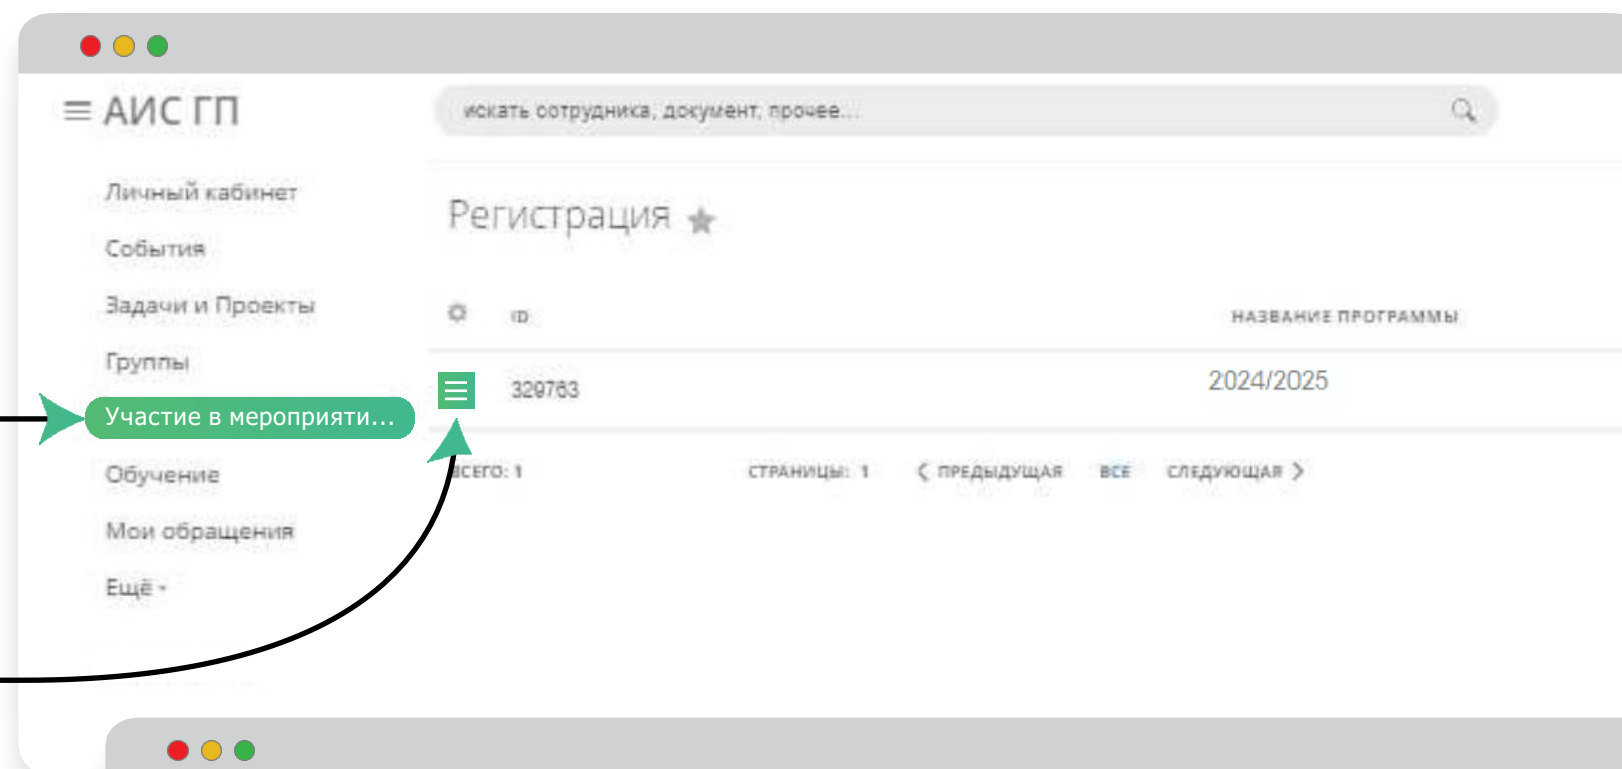 АИС ГП
искать сотрудника, документ, прочее...
Личный кабинет
События
Задачи и Проекты
Группы
Участие в мероприяти...
Обучение
Мои обращения
Ещё
Регистрация
ID
НАЗВАНИЕ ПРОГРАММЫ
329763
2024/2025
ВСЕГО: 1
СТРАНИЦЫ: 1
ПРЕДЫДУЩАЯ
ВСЕ
СЛЕДУЮЩАЯ